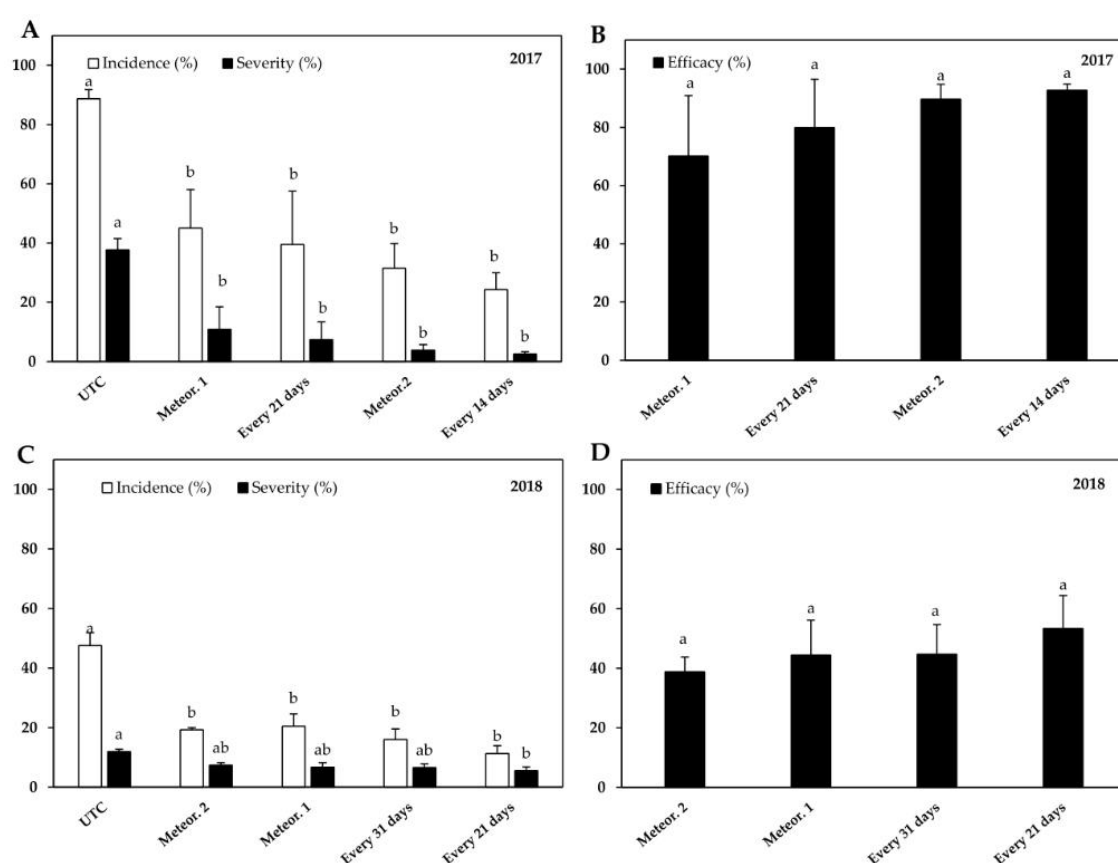 A
□ Incidence (%) ■ Severity (%) 2017
100
80
60
40
20
0
a
a
b
b
b
b
b
b
b
b
UTC
Meteor. 1
Every 21 days
Meteor.2
Every 14 days
B
■ Efficacy (%) 2017
100
80
60
40
20
0
a
a
a
a
Meteor. 1
Every 21 days
Meteor. 2
Every 14 days
C
□ Incidence (%) ■ Severity (%) 2018
100
80
60
40
20
0
a
a
b
ab
b
ab
b
ab
b
b
UTC
Meteor. 2
Meteor. 1
Every 31 days
Every 21 days
D
■ Efficacy (%) 2018
100
80
60
40
20
0
a
a
a
a
Meteor. 2
Meteor. 1
Every 31 days
Every 21 days